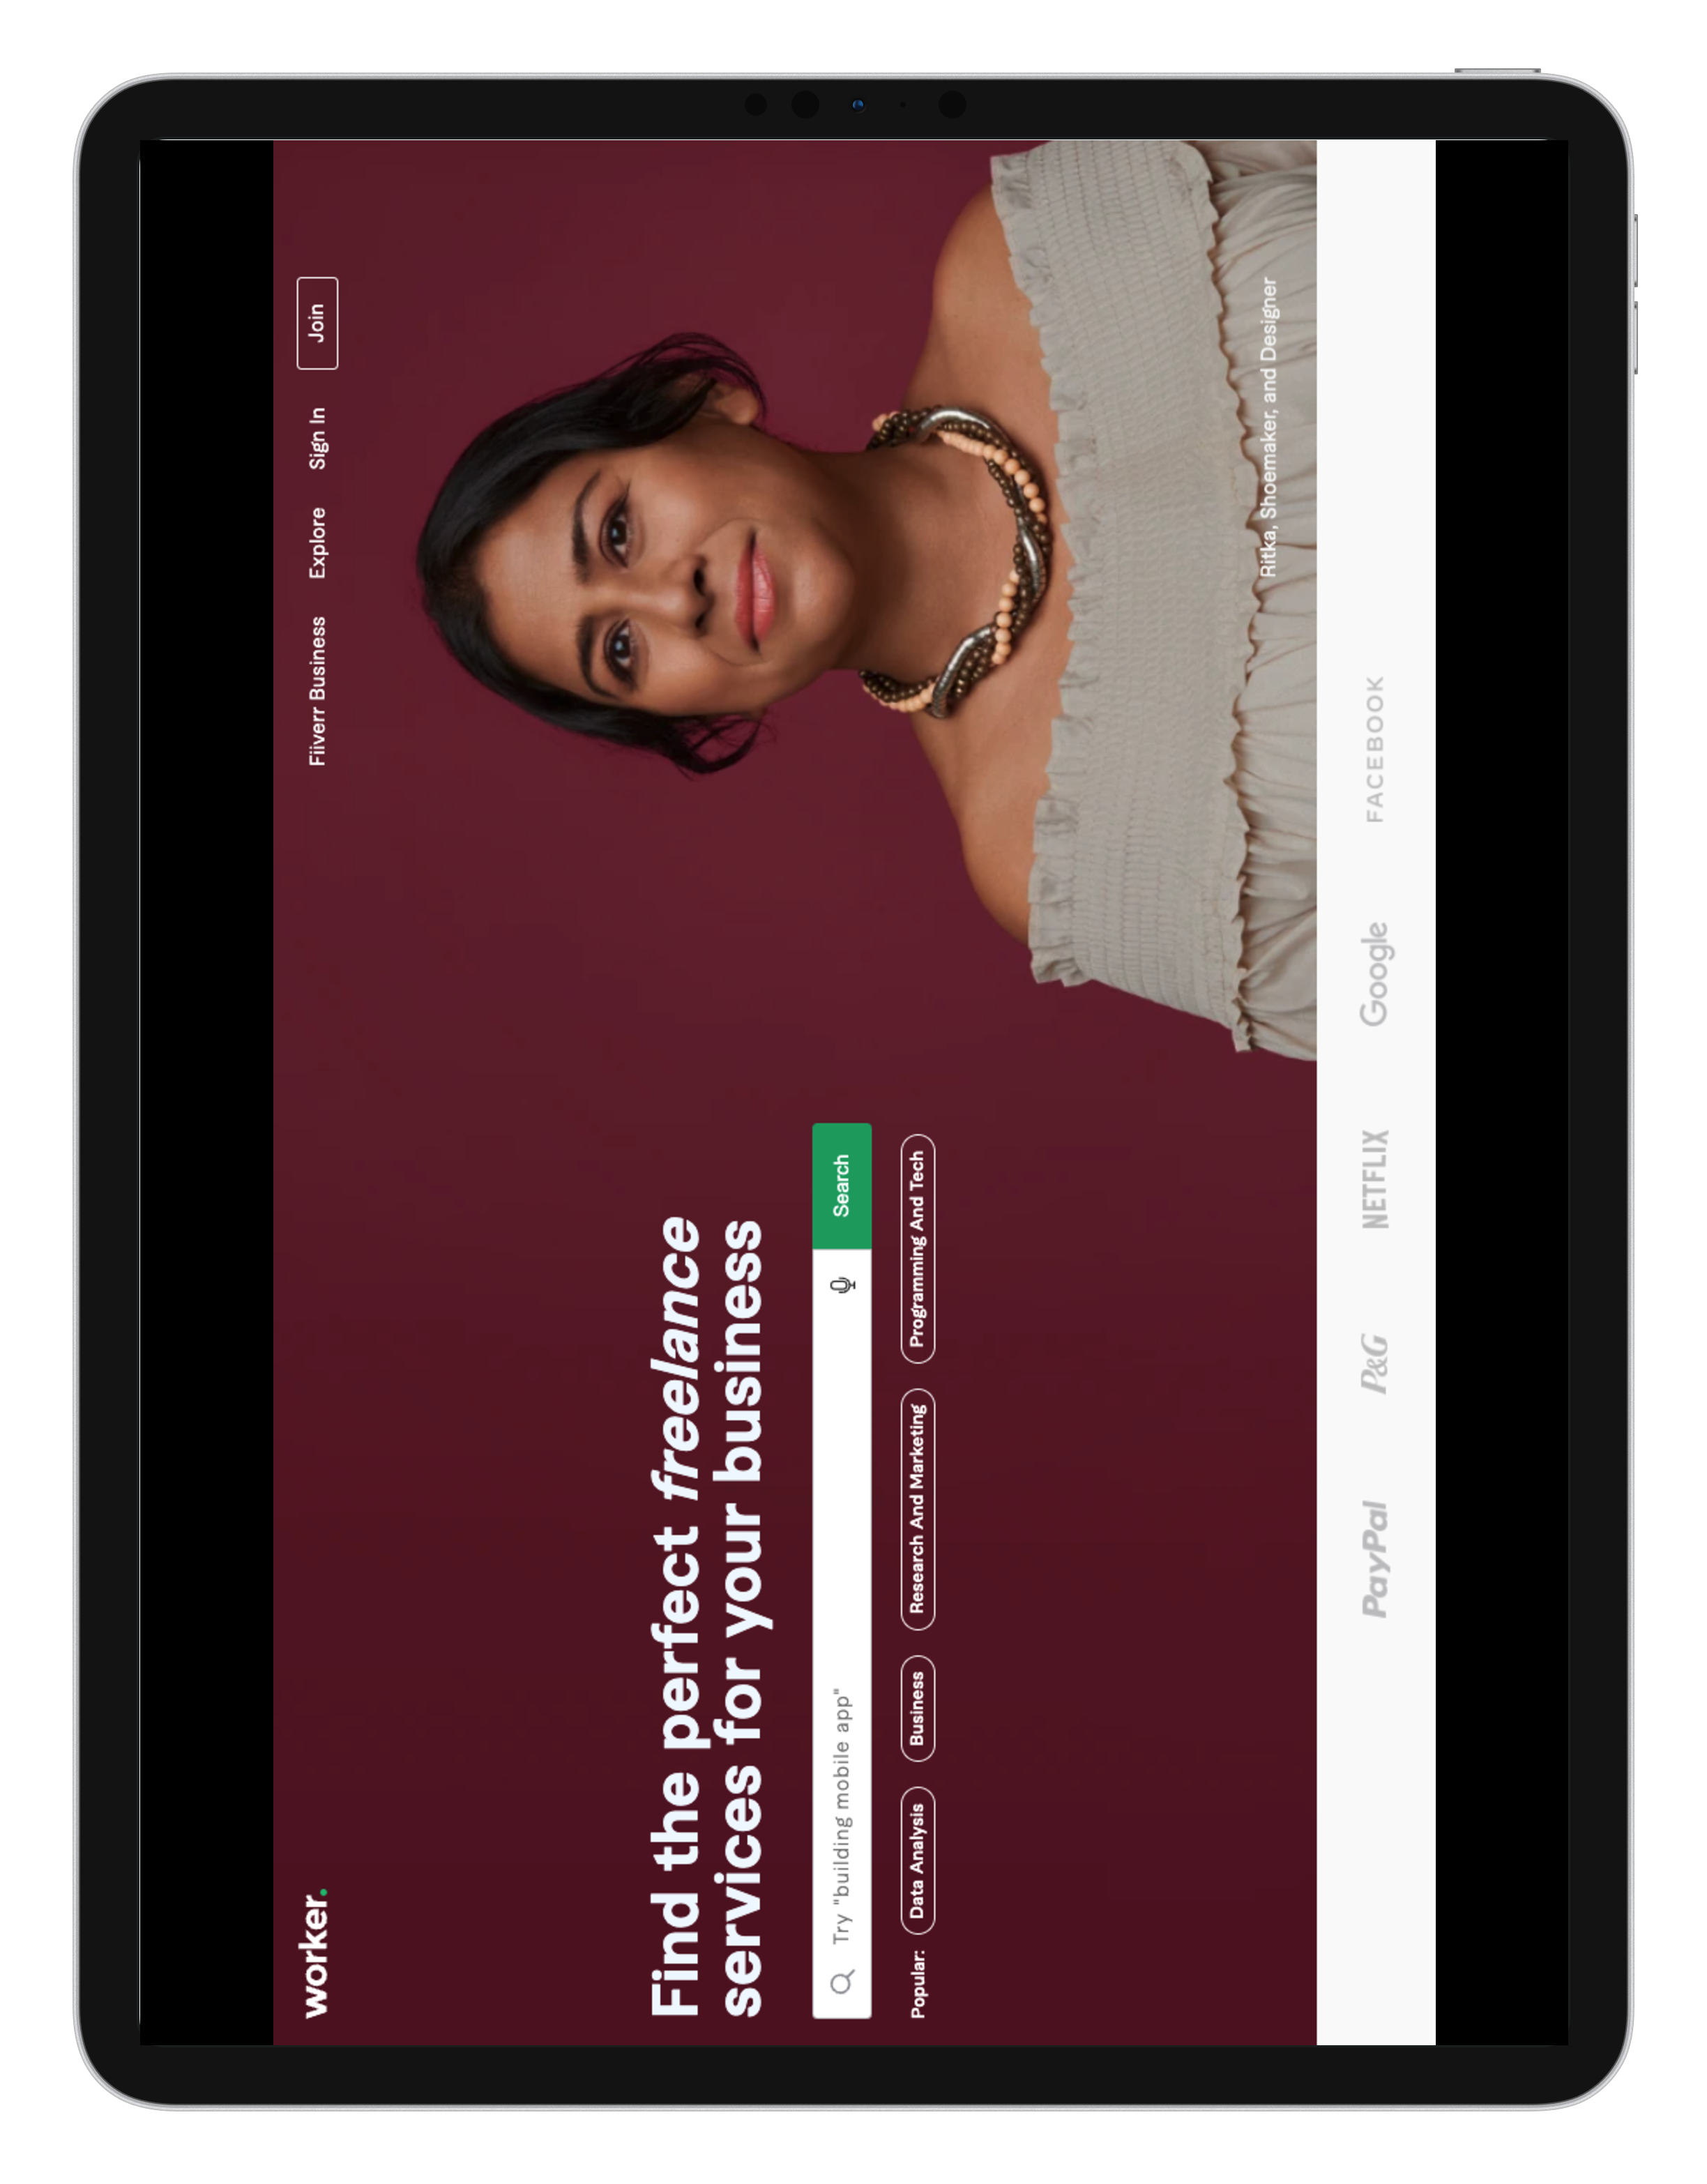 worker.
Fiiverr Business Explore Sign In Join
Find the perfect freelance
services for your business
Try "building mobile app"
Search
Popular: Data Analysis Business Research And Marketing Programming And Tech
Ritka, Shoemaker, and Designer
PayPal P&G NETFLIX Google FACEBOOK